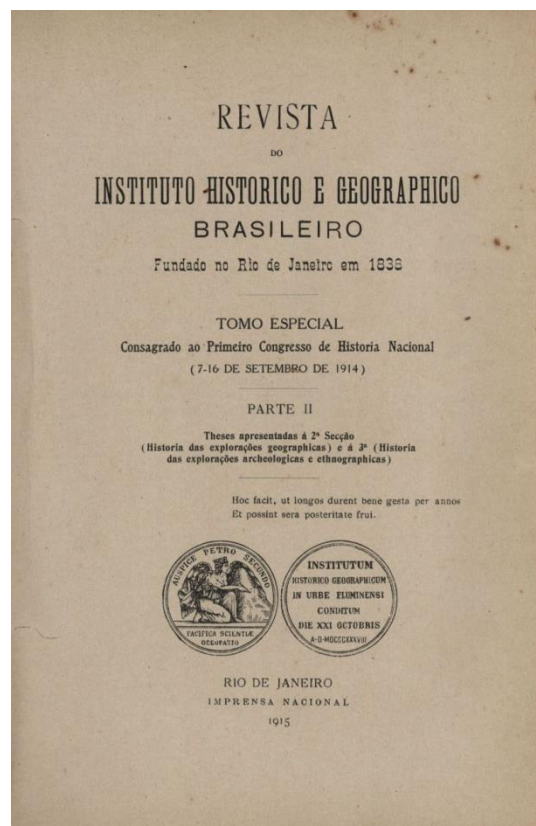 REVISTA
DO
INSTITUTO HISTORICO E GEOGRAPHICO
BRASILEIRO
Fundado no Rio de Janeiro em 1838
TOMO ESPECIAL
Consagrado ao Primeiro Congresso de Historia Nacional
(7-16 DE SETEMBRO DE 1914)
PARTE II
Theses apresentadas á 2ª Secção
(Historia das explorações geographicas) e á 3ª (Historia
das explorações archeologicas e ethnographicas)
Hoc facit, ut longos durent bene gesta per annos
Et possint sera posteritate frui.
AUSPICE PETRO SECUNDO
PACIFICA SCIENTIÆ
OCCUPATIO
INSTITUTUM
HISTORICO GEOGRAPHICUM
IN URBE FLUMINENSI
CONDITUM
DIE XXI OCTOBRIS
A·D·MDCCCXXXVIII
RIO DE JANEIRO
IMPRENSA NACIONAL
1915